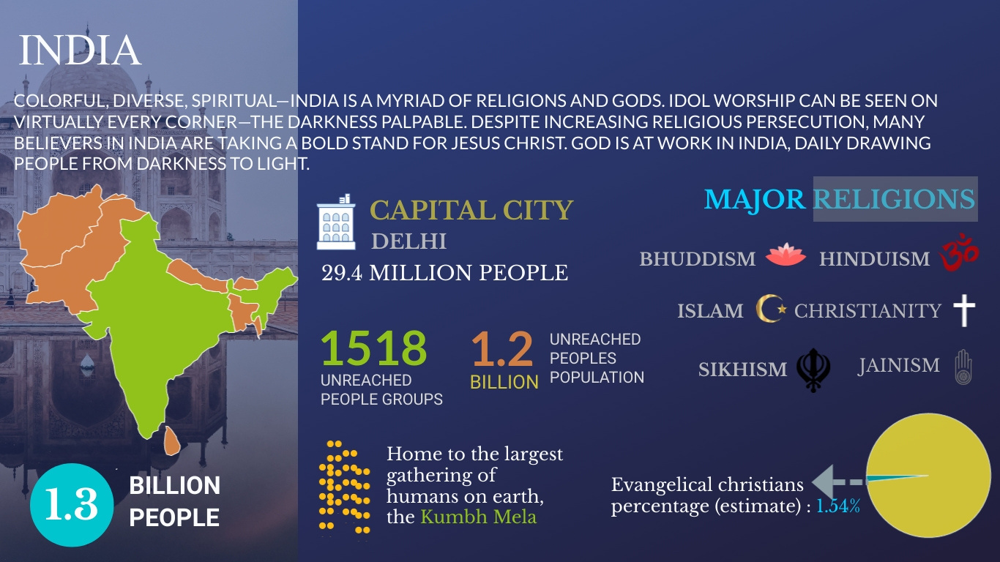 INDIA
COLORFUL, DIVERSE, SPIRITUAL—INDIA IS A MYRIAD OF RELIGIONS AND GODS. IDOL WORSHIP CAN BE SEEN ON
VIRTUALLY EVERY CORNER—THE DARKNESS PALPABLE. DESPITE INCREASING RELIGIOUS PERSECUTION, MANY
BELIEVERS IN INDIA ARE TAKING A BOLD STAND FOR JESUS CHRIST. GOD IS AT WORK IN INDIA, DAILY DRAWING
PEOPLE FROM DARKNESS TO LIGHT.
CAPITAL CITY
DELHI
29.4 MILLION PEOPLE
MAJOR RELIGIONS
BHUDDISM
HINDUISM
ॐ
ISLAM
CHRISTIANITY
SIKHISM
JAINISM
1518
UNREACHED
PEOPLE GROUPS
1.2
BILLION
UNREACHED
PEOPLES
POPULATION
1.3
BILLION
PEOPLE
Home to the largest
gathering of
humans on earth,
the Kumbh Mela
Evangelical christians
percentage (estimate) : 1.54%